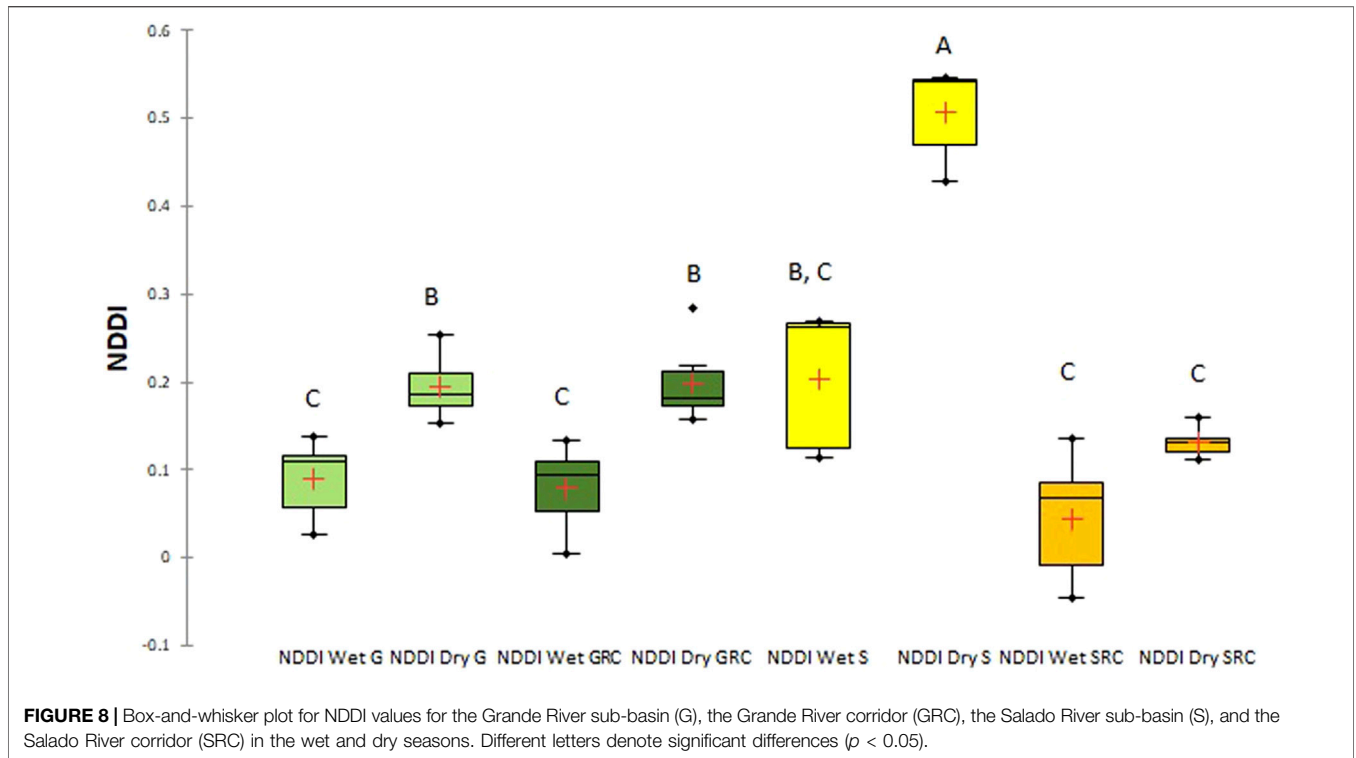 0.6
A
0.5
0.4
B, C
B
B
0.3
NDDI
C
C
C
C
0.2
0.1
0
-0.1
NDDI Wet G NDDI Dry G NDDI Wet GRC NDDI Dry GRC NDDI Wet S NDDI Dry S NDDI Wet SRC NDDI Dry SRC
FIGURE 8 | Box-and-whisker plot for NDDI values for the Grande River sub-basin (G), the Grande River corridor (GRC), the Salado River sub-basin (S), and the
Salado River corridor (SRC) in the wet and dry seasons. Different letters denote significant differences (p < 0.05).